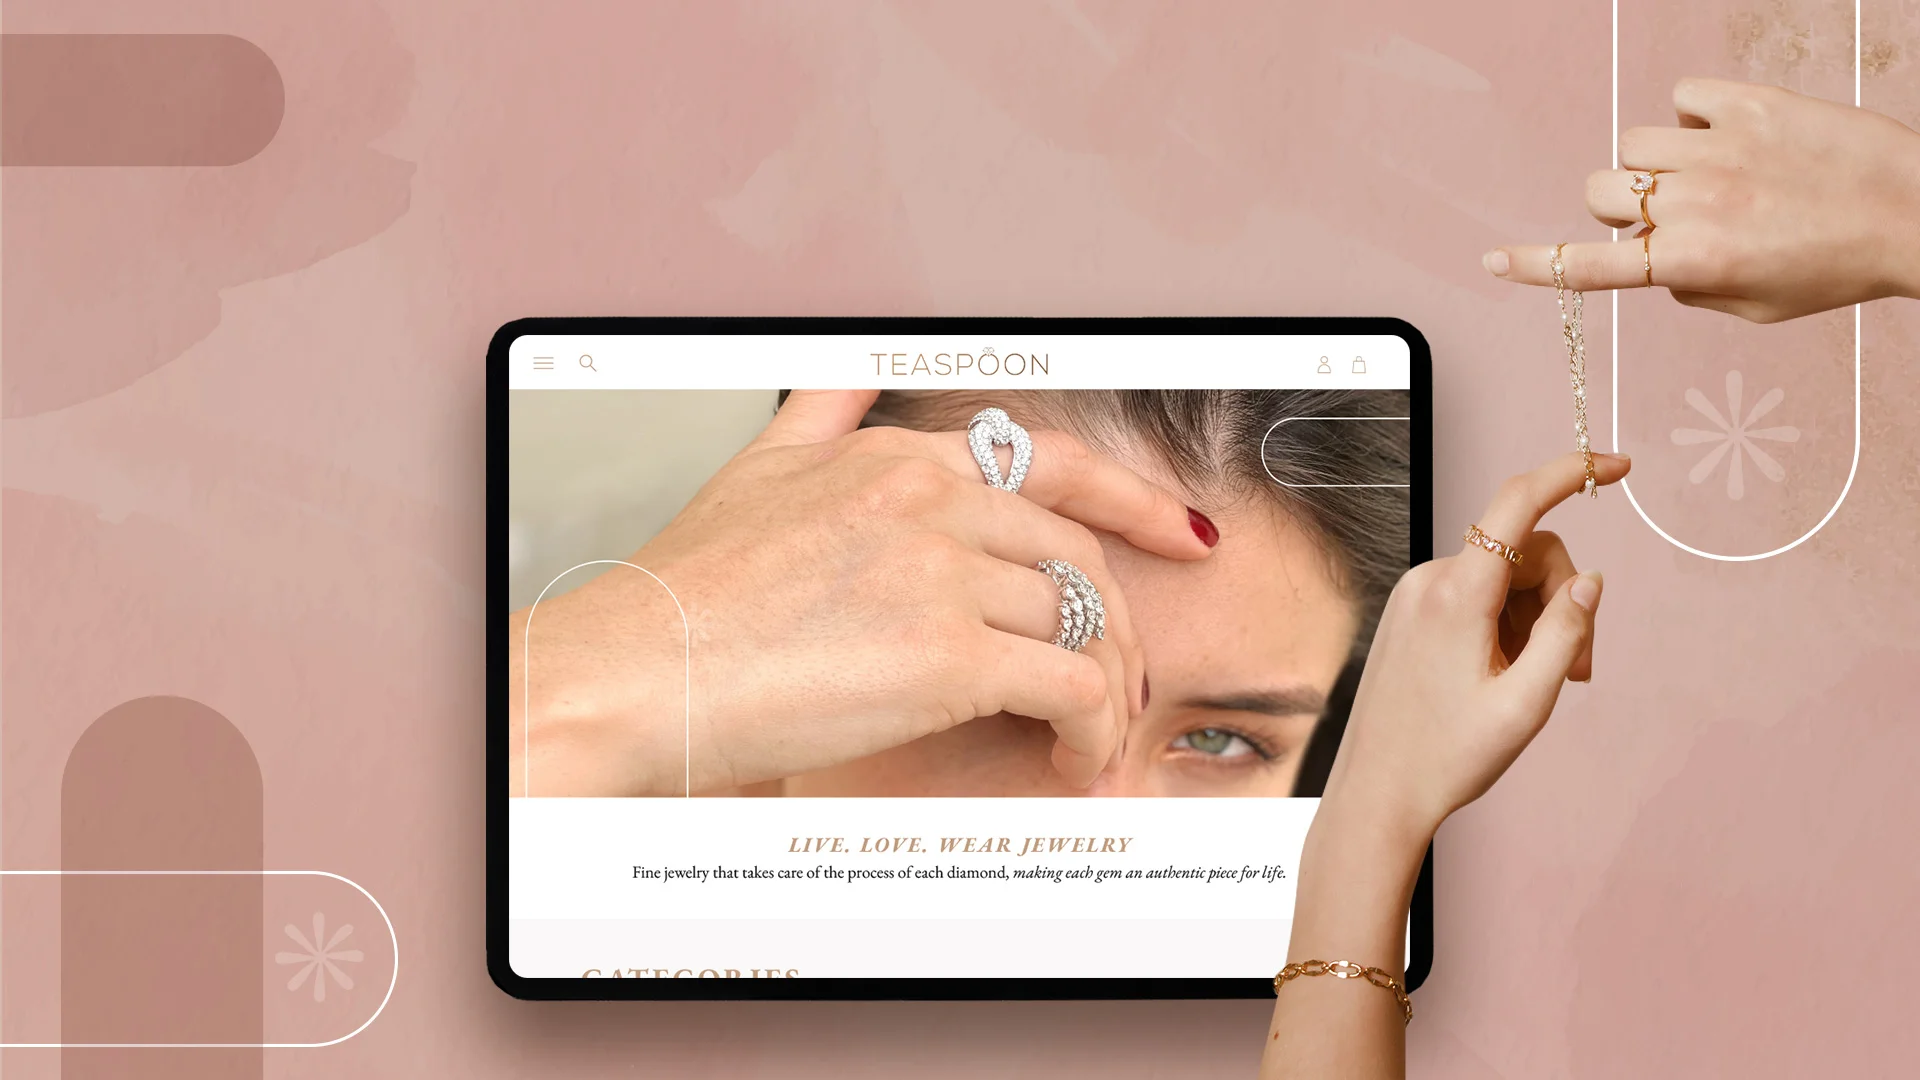 TEASPOON
LIVE. LOVE. WEAR JEWELRY
Fine jewelry that takes care of the process of each diamond, making each gem an authentic piece for life.
CATEGORIES